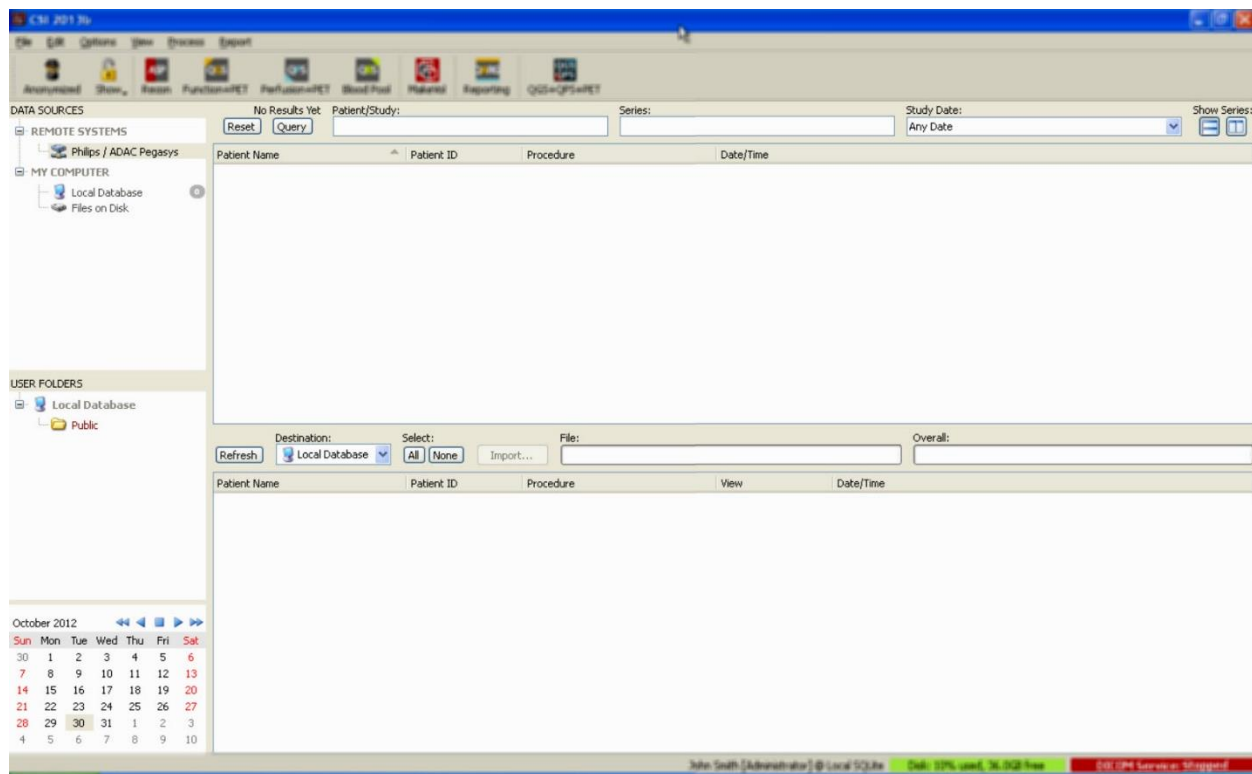 CSI 2013b
File Edit Options View Process Export
Anonymized Show Recon Function+PET Perfusion+PET Blood Pool Makeres Reporting QGS+QPS+PET
DATA SOURCES
REMOTE SYSTEMS
Philips / ADAC Pegasys
MY COMPUTER
Local Database
Files on Disk
No Results Yet Patient/Study: Series: Study Date: Show Series:
Reset Query Any Date
Patient Name Patient ID Procedure Date/Time
USER FOLDERS
Local Database
Public
Destination: Select: File: Overall:
Refresh Local Database All None Import...
Patient Name Patient ID Procedure View Date/Time
October 2012
Sun Mon Tue Wed Thu Fri Sat
30 1 2 3 4 5 6
7 8 9 10 11 12 13
14 15 16 17 18 19 20
21 22 23 24 25 26 27
28 29 30 31 1 2 3
4 5 6 7 8 9 10
John Smith [Administrator] @ Local SQLite Disk: 10% used, 36.0GB free DICOM Service: Stopped